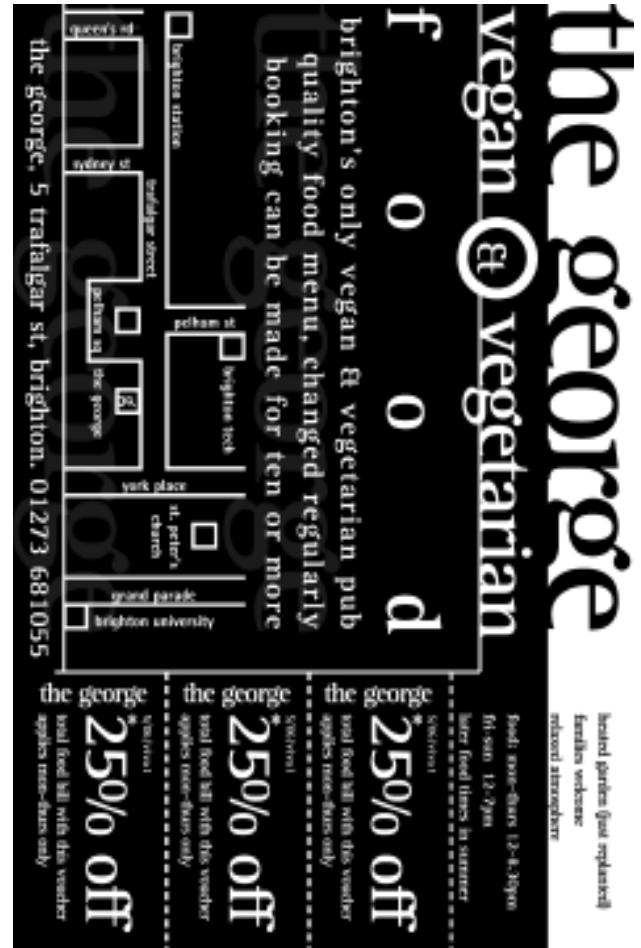 the george
vegan & vegetarian
food
brighton's only vegan & vegetarian pub
quality food menu, changed regularly
booking can be made for ten or more
queen's rd
brighton station
sydney st
trafalgar street
pelham sq
the george
pelham st
brighton tech
york place
st. peter's
church
grand parade
brighton university
the george, 5 trafalgar st, brighton. 01273 681055
heated garden (just replanted)
families welcome
relaxed atmosphere
food: mon-thurs 12-8.30pm
fri-sun 12-7pm
later food times in summer
the george
25% off*
total food bill with this voucher
applies mon-thurs only
the george
25% off*
total food bill with this voucher
applies mon-thurs only
the george
25% off*
total food bill with this voucher
applies mon-thurs only